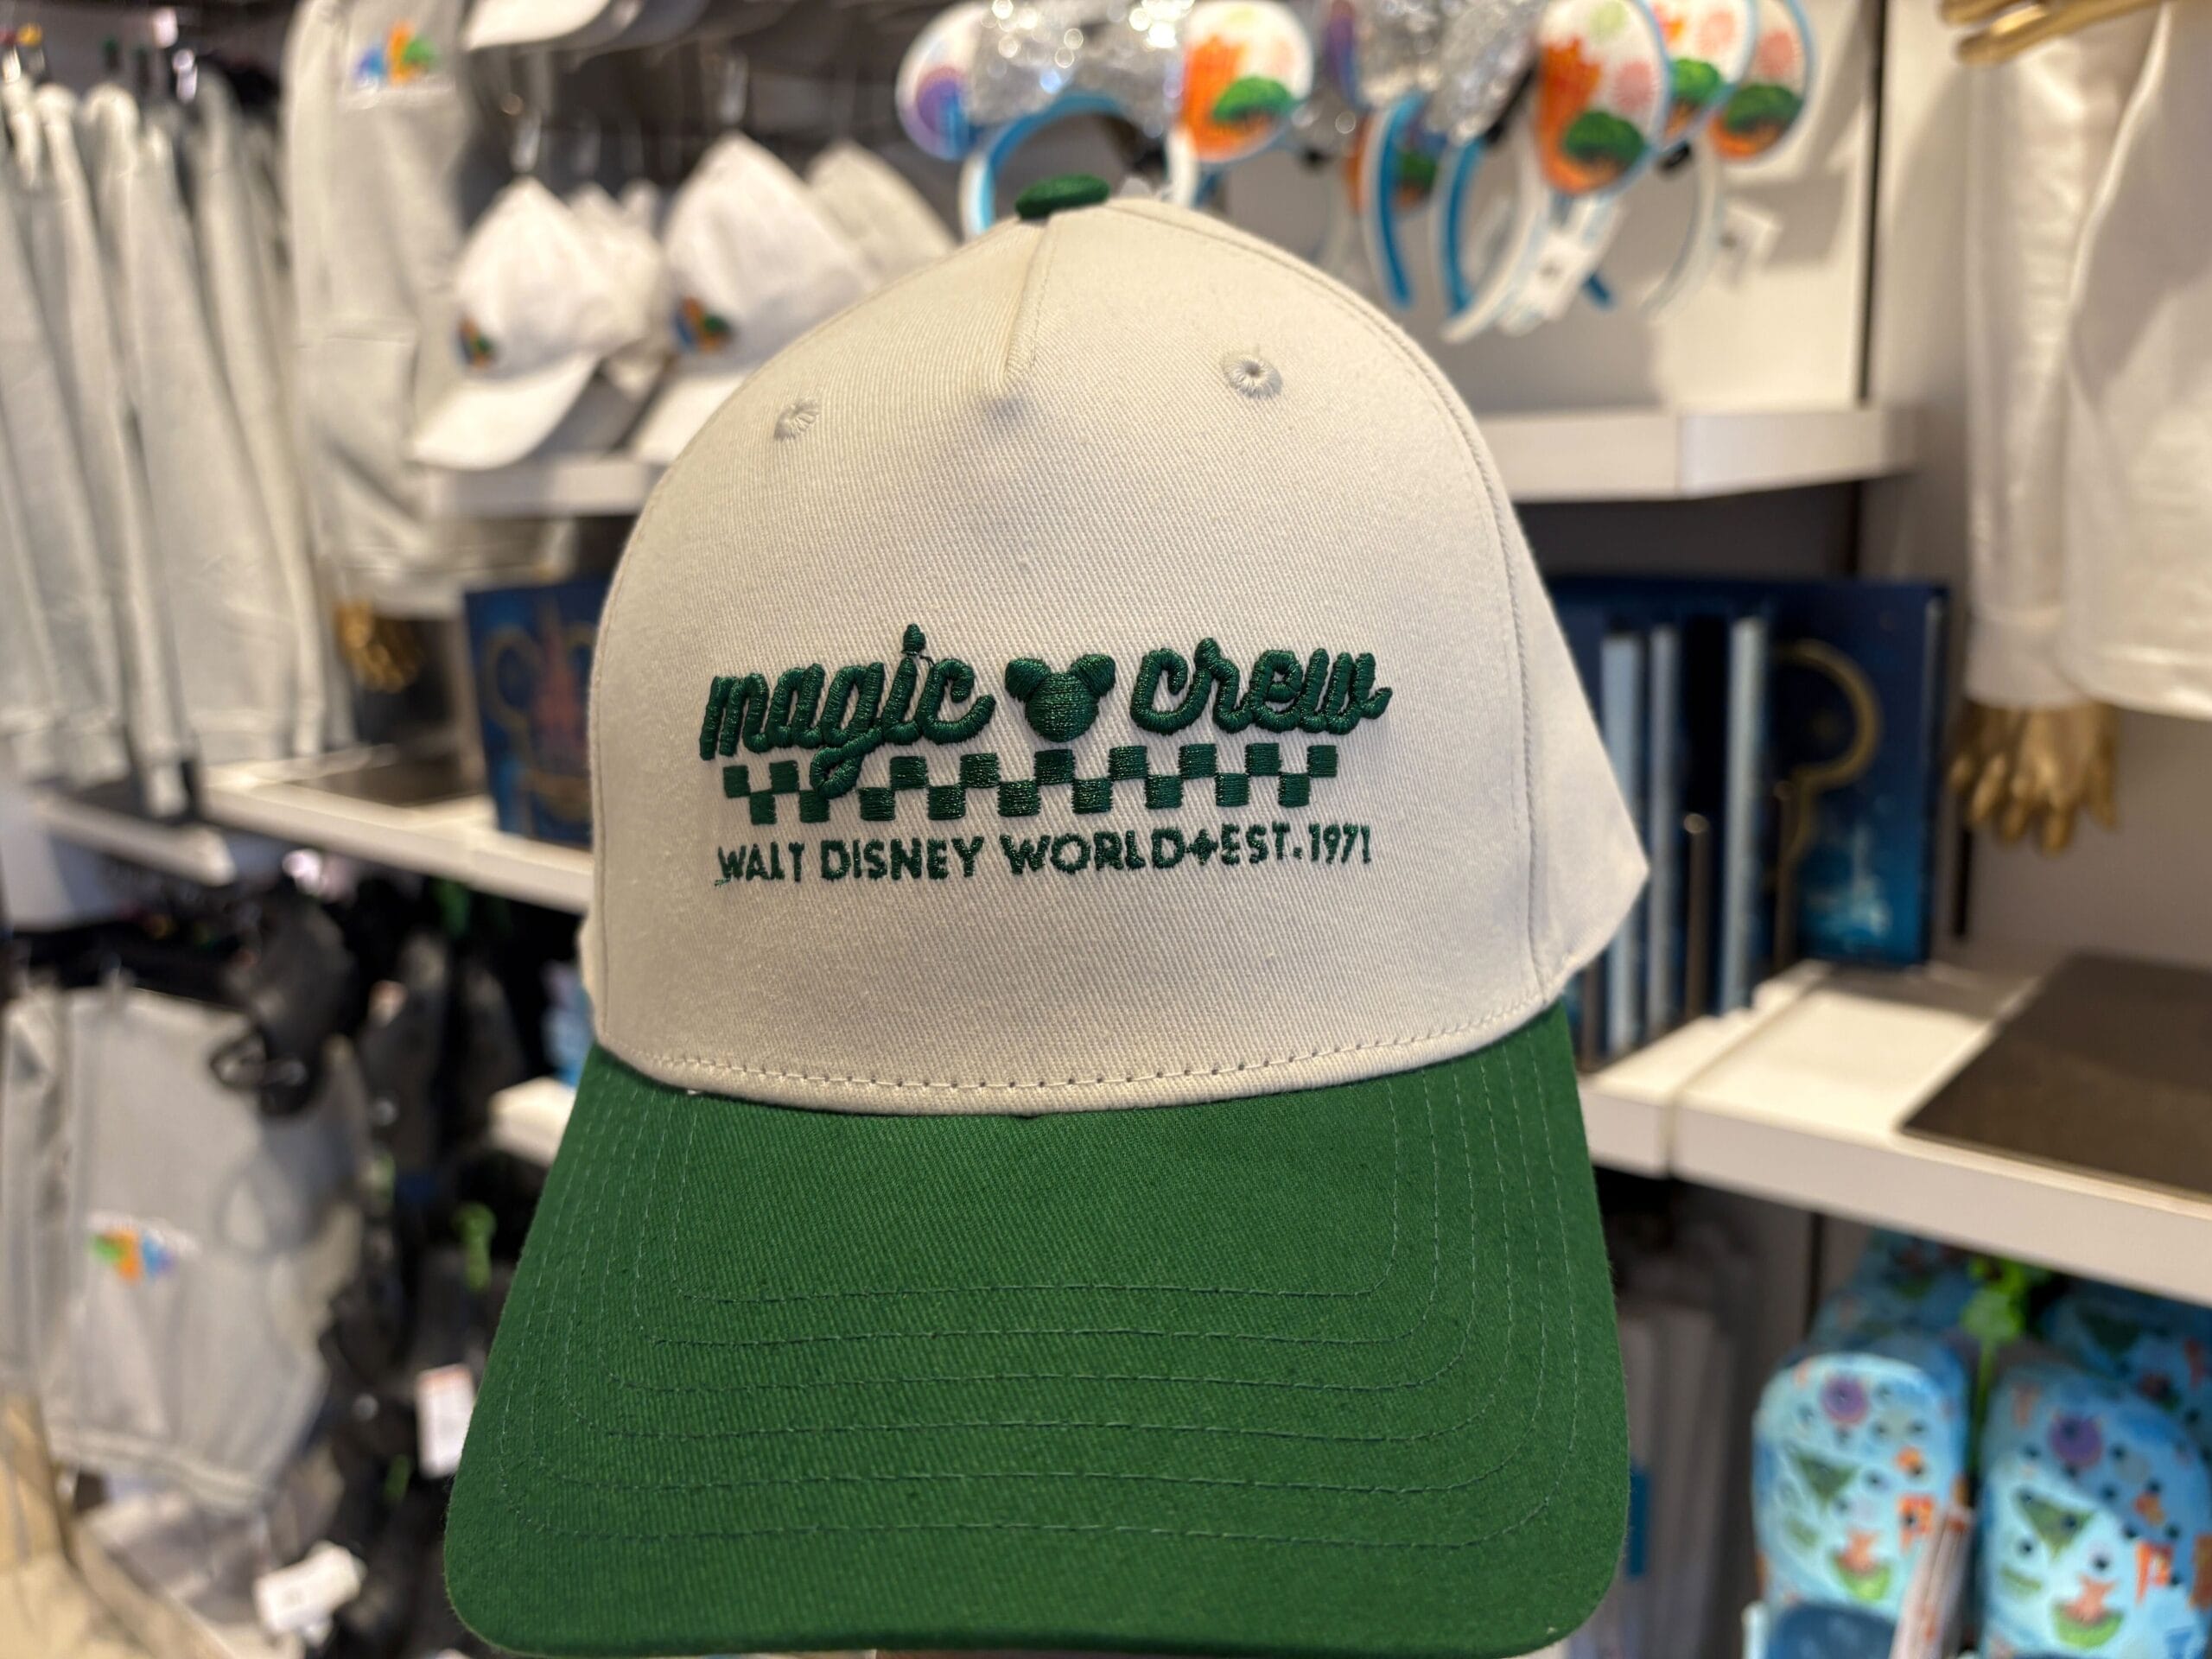 magic crew
WALT DISNEY WORLD EST. 1971